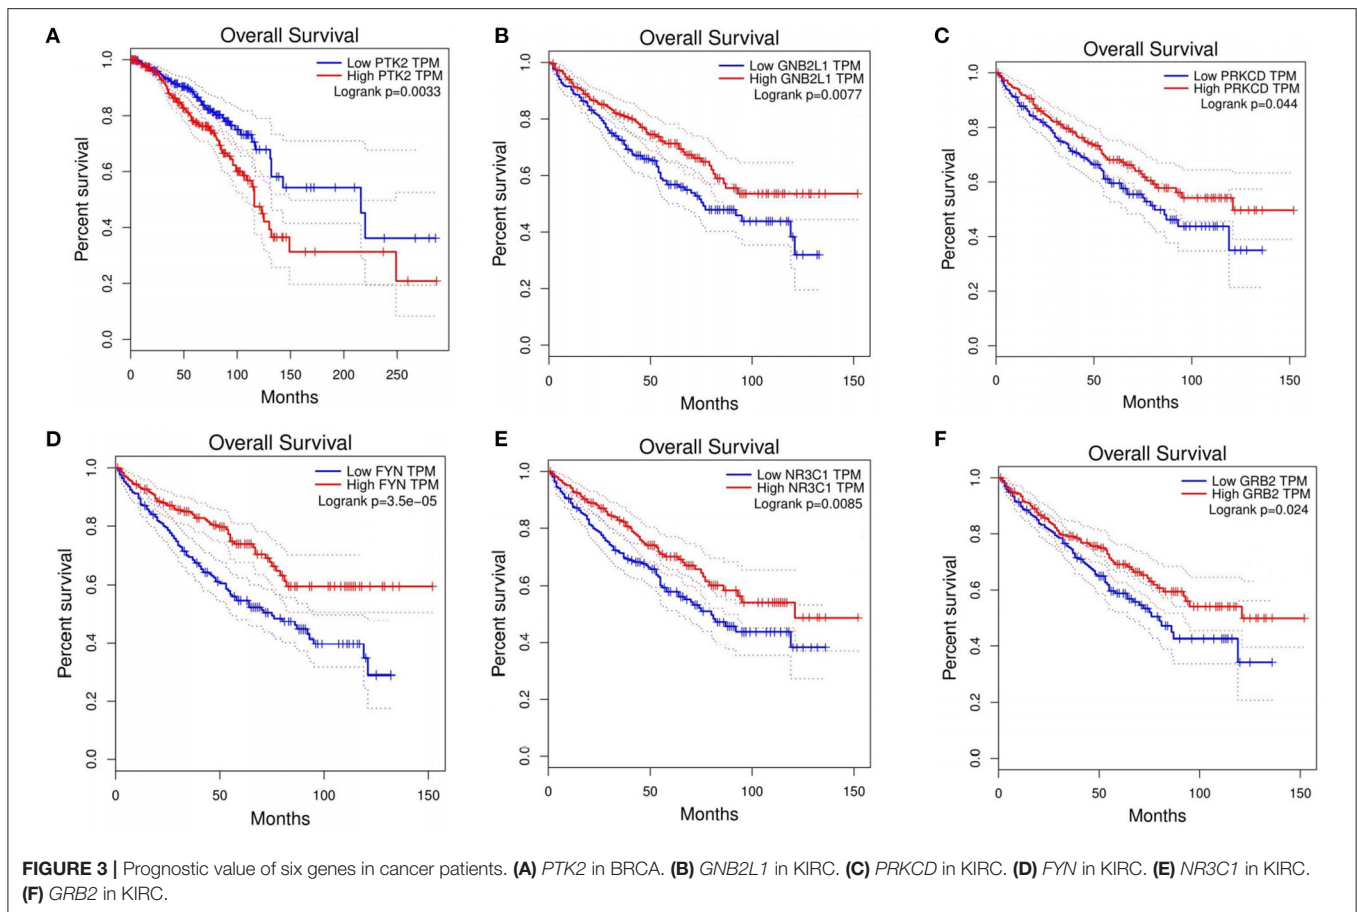 A
Overall Survival
Low PTK2 TPM
High PTK2 TPM
Logrank p=0.0033
Percent survival
0.0 0.2 0.4 0.6 0.8 1.0
0 50 100 150 200 250
Months
B
Overall Survival
Low GNB2L1 TPM
High GNB2L1 TPM
Logrank p=0.0077
Percent survival
0.0 0.2 0.4 0.6 0.8 1.0
0 50 100 150
Months
C
Overall Survival
Low PRKCD TPM
High PRKCD TPM
Logrank p=0.044
Percent survival
0.0 0.2 0.4 0.6 0.8 1.0
0 50 100 150
Months
D
Overall Survival
Low FYN TPM
High FYN TPM
Logrank p=3.5e−05
Percent survival
0.0 0.2 0.4 0.6 0.8 1.0
0 50 100 150
Months
E
Overall Survival
Low NR3C1 TPM
High NR3C1 TPM
Logrank p=0.0085
Percent survival
0.0 0.2 0.4 0.6 0.8 1.0
0 50 100 150
Months
F
Overall Survival
Low GRB2 TPM
High GRB2 TPM
Logrank p=0.024
Percent survival
0.0 0.2 0.4 0.6 0.8 1.0
0 50 100 150
Months
FIGURE 3 | Prognostic value of six genes in cancer patients. (A) PTK2 in BRCA. (B) GNB2L1 in KIRC. (C) PRKCD in KIRC. (D) FYN in KIRC. (E) NR3C1 in KIRC.
(F) GRB2 in KIRC.